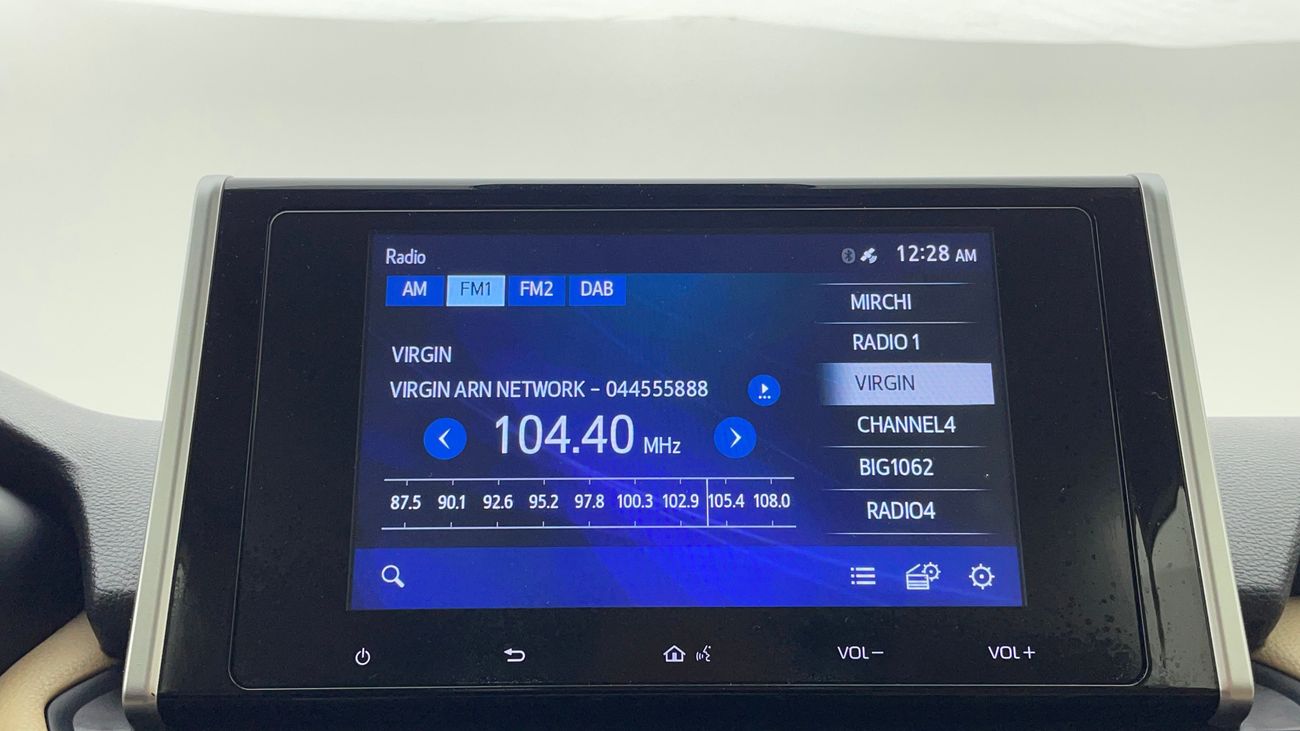 Radio
12:28 AM
AM FM1 FM2 DAB
VIRGIN
VIRGIN ARN NETWORK – 044555888
104.40 MHz
87.5 90.1 92.6 95.2 97.8 100.3 102.9 105.4 108.0
MIRCHI
RADIO 1
VIRGIN
CHANNEL4
BIG1062
RADIO4
VOL− VOL+